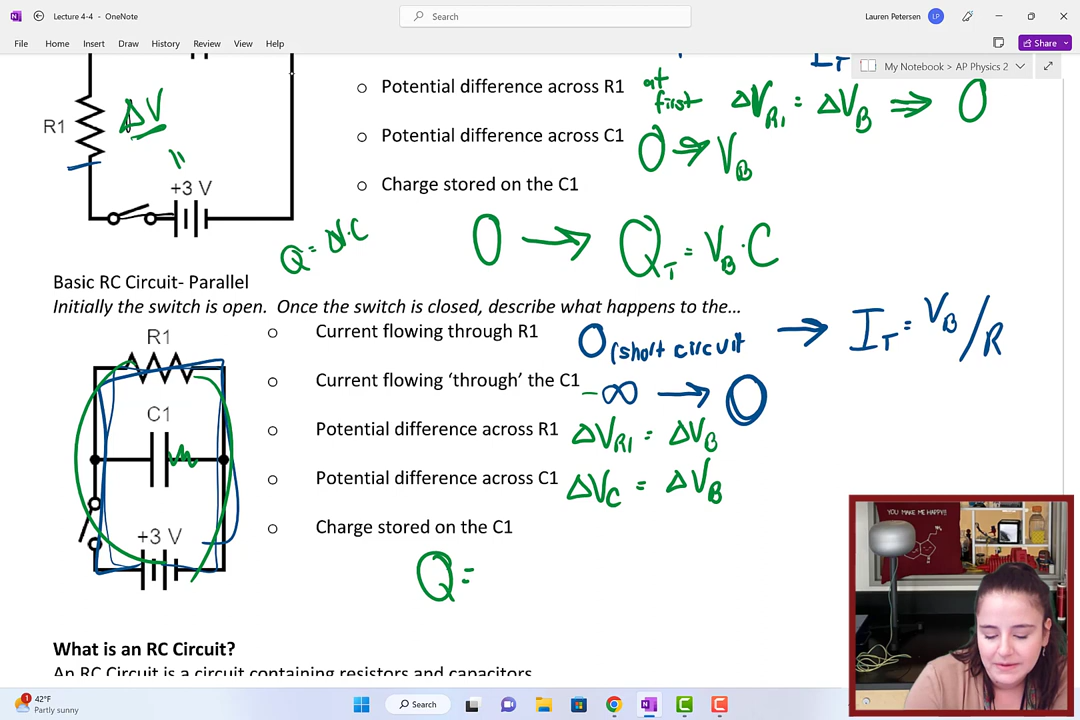 Lecture 4-4 - OneNote
Search
Lauren Petersen
LP
File Home Insert Draw History Review View Help
Share
My Notebook > AP Physics 2
Potential difference across R1
at first ΔV_R1 = ΔV_B ⇒ 0
R1
ΔV
Potential difference across C1
0 → V_B
Charge stored on the C1
+3 V
Q = ΔV·C
0 → Q_T = V_B · C
Basic RC Circuit- Parallel
Initially the switch is open. Once the switch is closed, describe what happens to the...
R1
Current flowing through R1
0 (short circuit → I_T = V_B/R
Current flowing 'through' the C1
~∞ → 0
C1
Potential difference across R1
ΔV_R1 = ΔV_B
Potential difference across C1
ΔV_C = ΔV_B
+3 V
Charge stored on the C1
Q =
YOU MAKE ME HAPPY!!
What is an RC Circuit?
An RC Circuit is a circuit containing resistors and capacitors.
42°F
Partly sunny
Search